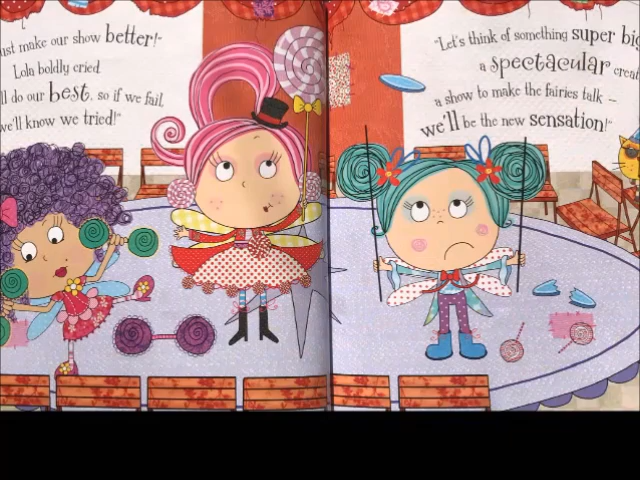 ust make our show better!"
Lola boldly cried
ll do our best, so if we fail,
we'll know we tried!"
"Let's think of something super big
a spectacular crea
a show to make the fairies talk –
we'll be the new sensation!"